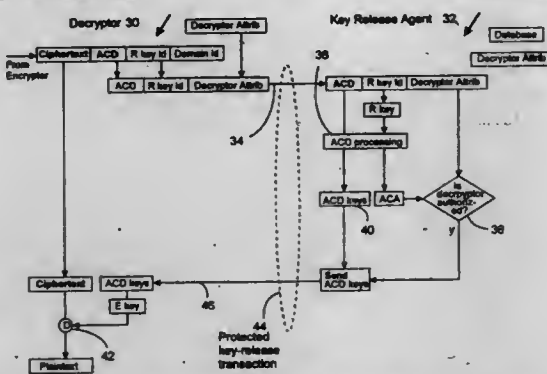 Decryptor 30
Key Release Agent 32
Decryptor Attrib
Database
Decryptor Attrib
Ciphertext ACD R key id Domain Id
From
Encrypter
36
ACD R key id Decryptor Attrib
ACD R key id Decryptor Attrib
34
R key
ACD processing
ACD keys
ACA
Is
decrpyptor
authoriz-
ed?
40
38
y
Ciphertext
ACD keys
Send
ACD keys
E key
46
44
D
42
Protected
key-release
transaction
Plaintext